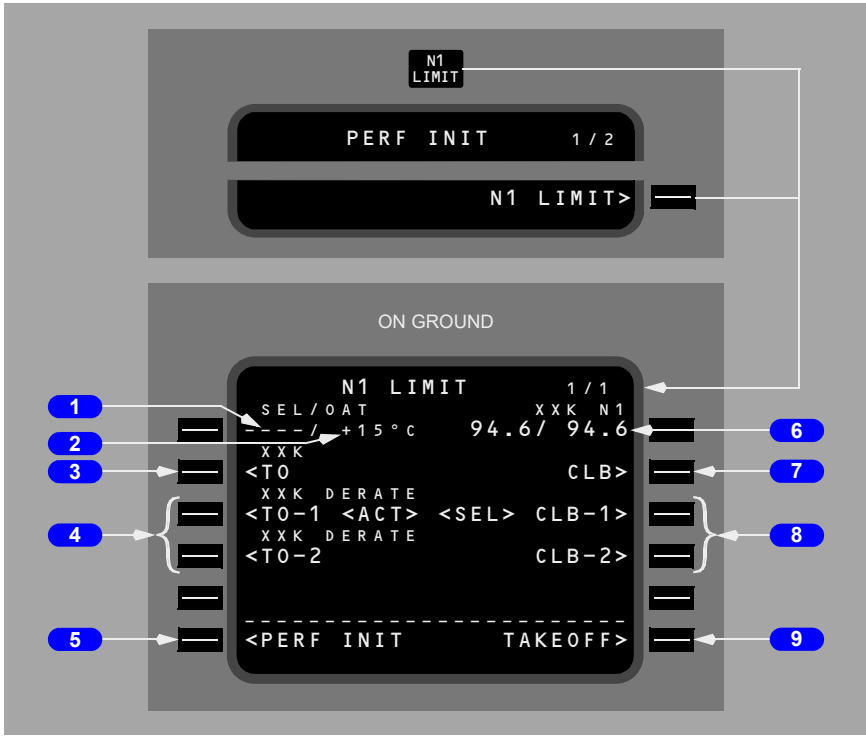 N1
LIMIT
PERF INIT 1/2
N1 LIMIT>
ON GROUND
N1 LIMIT 1/1
SEL/OAT XXK N1
----/ +15°C 94.6/ 94.6
XXK
<TO CLB>
XXK DERATE
<TO-1 <ACT> <SEL> CLB-1>
XXK DERATE
<TO-2 CLB-2>
--------------------------
<PERF INIT TAKEOFF>
1
2
3
4
5
6
7
8
9